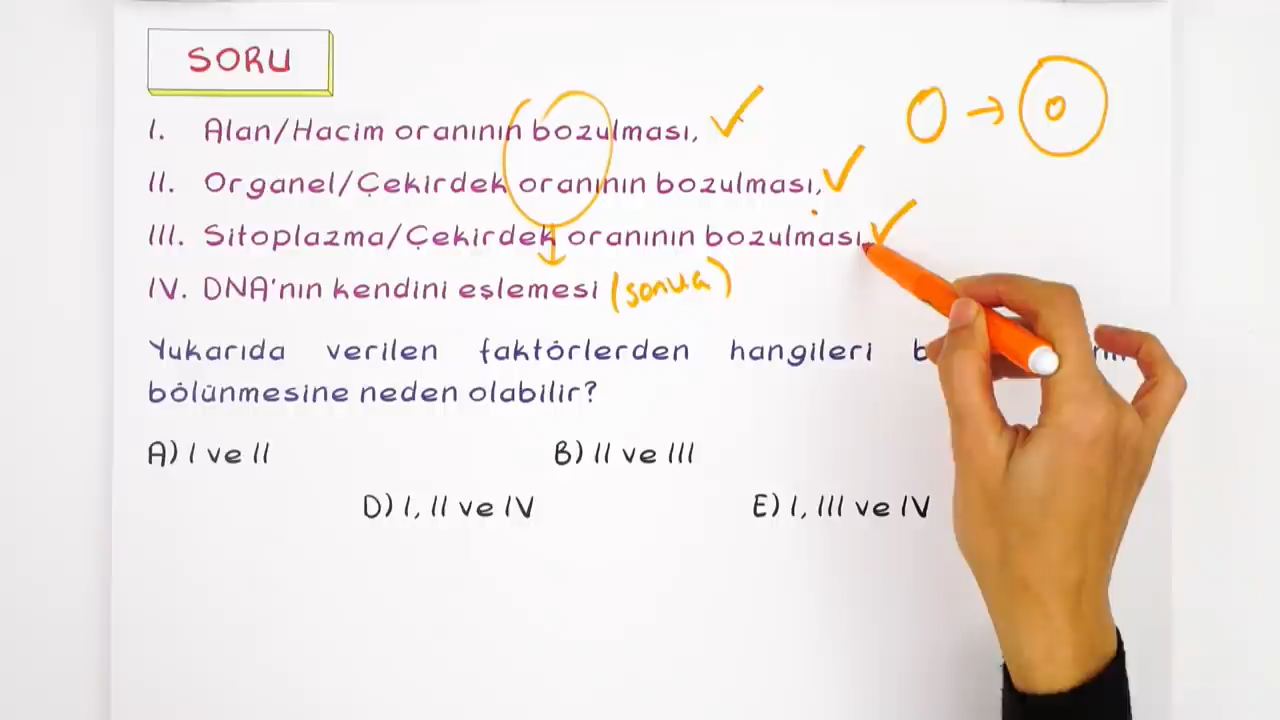 SORU
I. Alan/Hacim oranının bozulması,
II. Organel/Çekirdek oranının bozulması,
III. Sitoplazma/Çekirdek oranının bozulması
IV. DNA'nın kendini eşlemesi (sonuç)
Yukarıda verilen faktörlerden hangileri
bölünmesine neden olabilir?
A) I ve II B) II ve III
D) I, II ve IV E) I, III ve IV